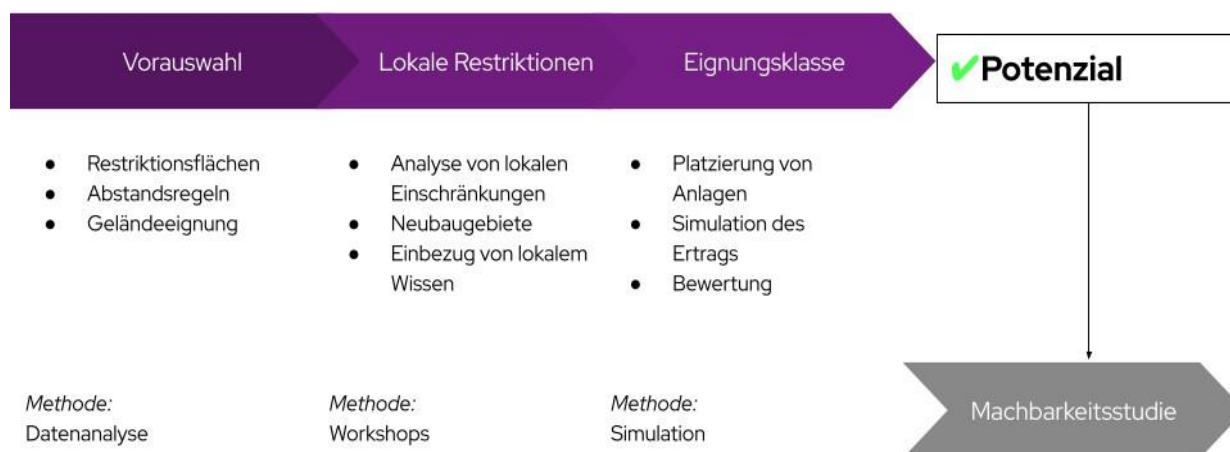 Vorauswahl
Lokale Restriktionen
Eignungsklasse
✔Potenzial
● Restriktionsflächen
● Abstandsregeln
● Geländeeignung
● Analyse von lokalen
Einschränkungen
● Neubaugebiete
● Einbezug von lokalem
Wissen
● Platzierung von
Anlagen
● Simulation des
Ertrags
● Bewertung
Methode:
Datenanalyse
Methode:
Workshops
Methode:
Simulation
Machbarkeitsstudie